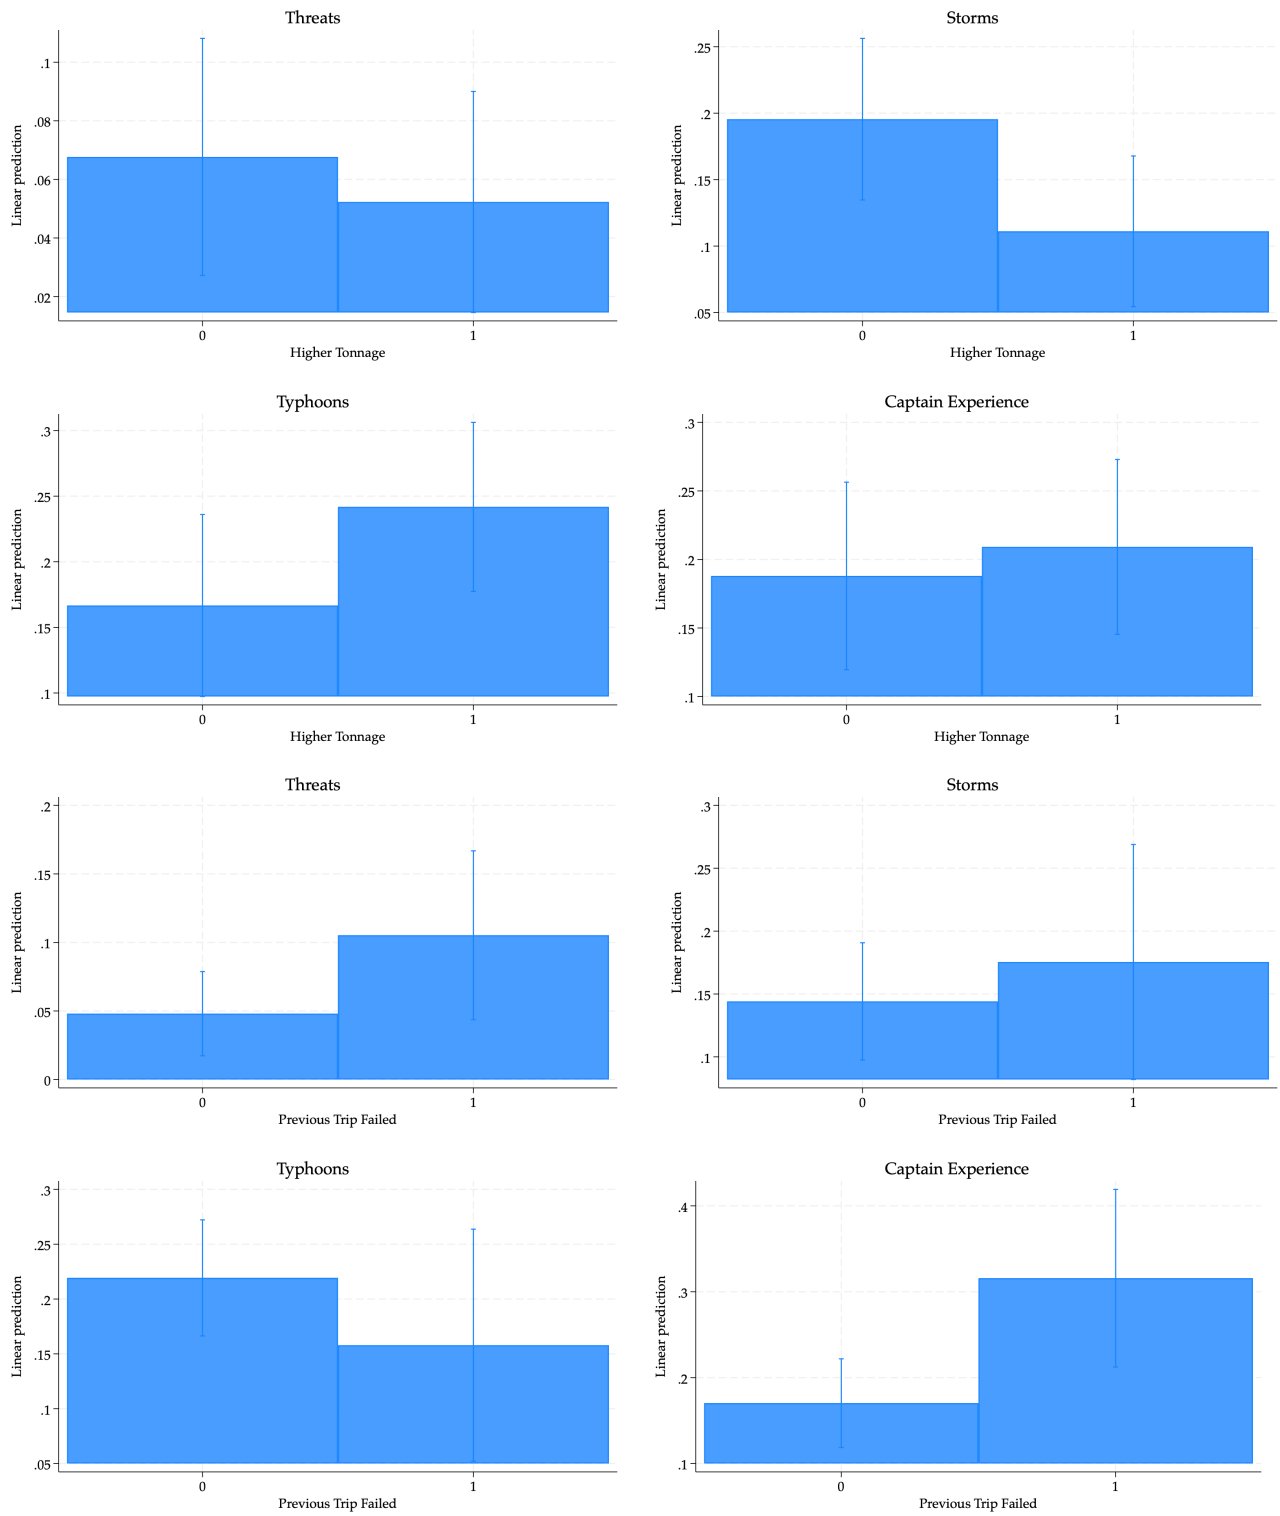 Threats
Linear prediction
.1
.08
.06
.04
.02
0 1
Higher Tonnage
Storms
Linear prediction
.25
.2
.15
.1
.05
0 1
Higher Tonnage
Typhoons
Linear prediction
.3
.25
.2
.15
.1
0 1
Higher Tonnage
Captain Experience
Linear prediction
.3
.25
.2
.15
.1
0 1
Higher Tonnage
Threats
Linear prediction
.2
.15
.1
.05
0
0 1
Previous Trip Failed
Storms
Linear prediction
.3
.25
.2
.15
.1
0 1
Previous Trip Failed
Typhoons
Linear prediction
.3
.25
.2
.15
.1
.05
0 1
Previous Trip Failed
Captain Experience
Linear prediction
.4
.3
.2
.1
0 1
Previous Trip Failed